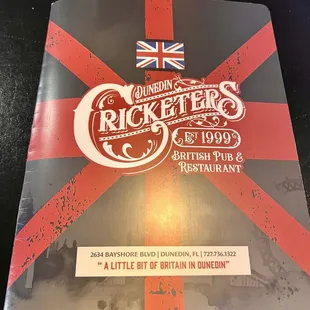 DUNEDIN
CRICKETERS
EST 1999
BRITISH PUB &
RESTAURANT
2634 BAYSHORE BLVD | DUNEDIN, FL | 727.736.1322
"A LITTLE BIT OF BRITAIN IN DUNEDIN"